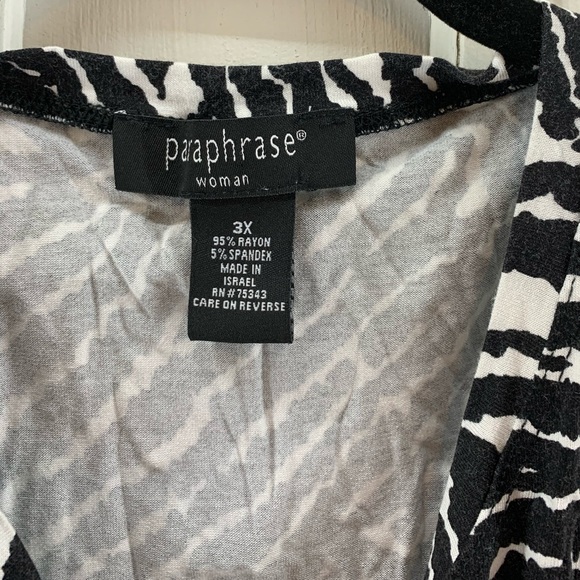 paraphrase®
woman
3X
95% RAYON
5% SPANDEX
MADE IN
ISRAEL
RN#75343
CARE ON REVERSE